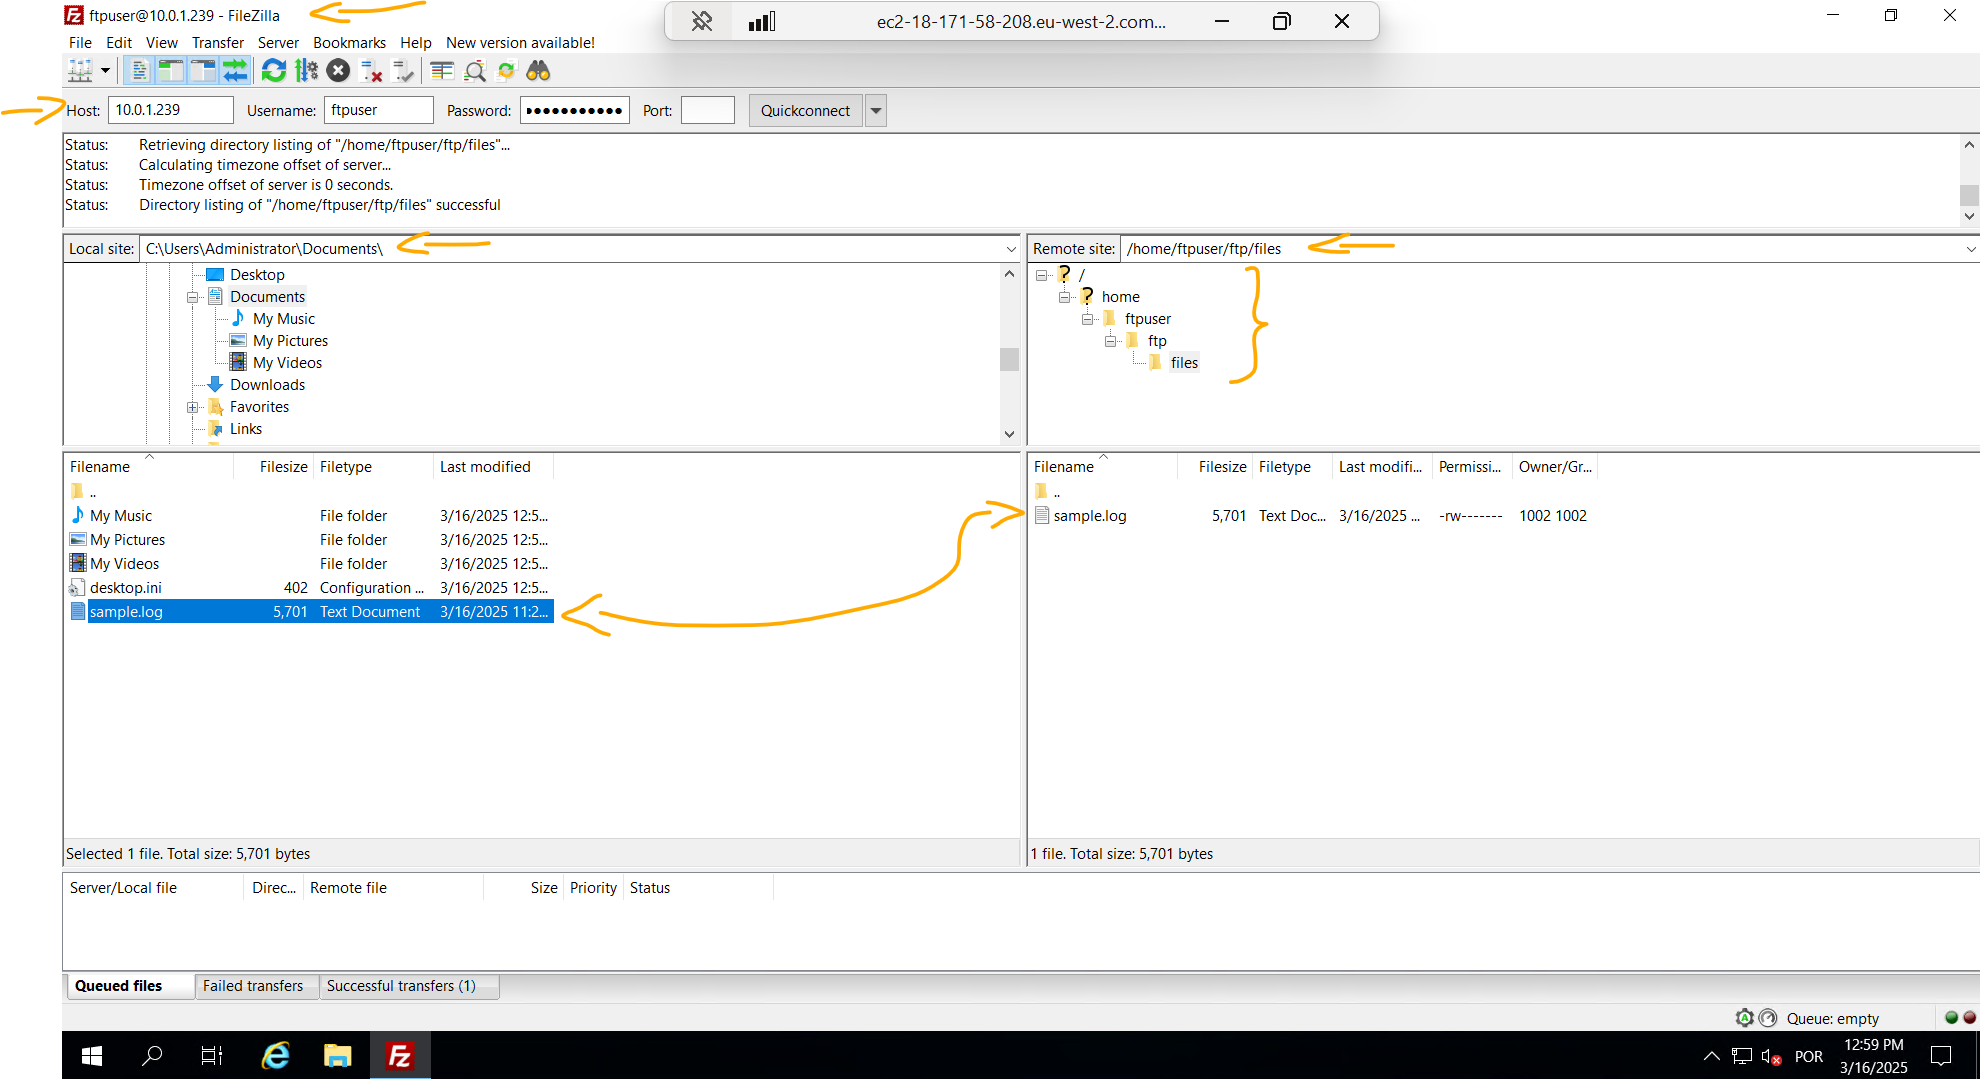 ftpuser@10.0.1.239 - FileZilla
ec2-18-171-58-208.eu-west-2.com...
File Edit View Transfer Server Bookmarks Help New version available!
Host: 10.0.1.239 Username: ftpuser Password: ●●●●●●●●●●● Port: Quickconnect
Status: Retrieving directory listing of "/home/ftpuser/ftp/files"...
Status: Calculating timezone offset of server...
Status: Timezone offset of server is 0 seconds.
Status: Directory listing of "/home/ftpuser/ftp/files" successful
Local site: C:\Users\Administrator\Documents\
Desktop
Documents
My Music
My Pictures
My Videos
Downloads
Favorites
Links
Remote site: /home/ftpuser/ftp/files
/
home
ftpuser
ftp
files
Filename Filesize Filetype Last modified
..
My Music File folder 3/16/2025 12:5...
My Pictures File folder 3/16/2025 12:5...
My Videos File folder 3/16/2025 12:5...
desktop.ini 402 Configuration ... 3/16/2025 12:5...
sample.log 5,701 Text Document 3/16/2025 11:2...
Selected 1 file. Total size: 5,701 bytes
Filename Filesize Filetype Last modifi... Permissi... Owner/Gr...
..
sample.log 5,701 Text Doc... 3/16/2025 ... -rw------- 1002 1002
1 file. Total size: 5,701 bytes
Server/Local file Direc... Remote file Size Priority Status
Queued files Failed transfers Successful transfers (1)
Queue: empty
POR
12:59 PM
3/16/2025